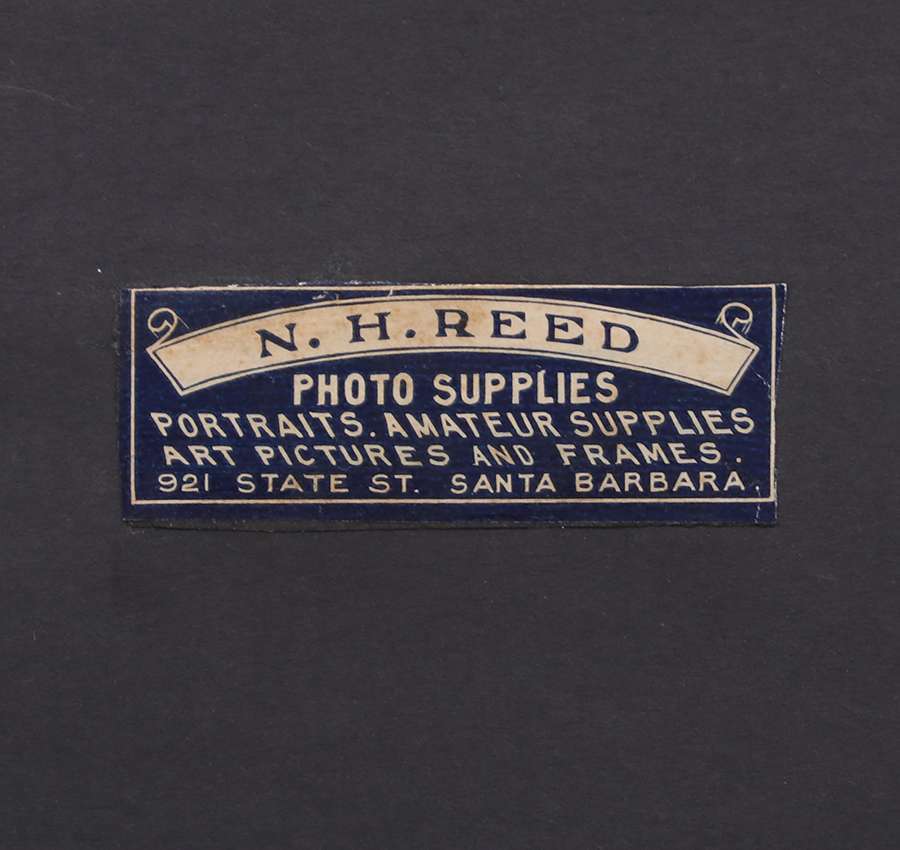 N. H. REED
PHOTO SUPPLIES
PORTRAITS. AMATEUR SUPPLIES
ART PICTURES AND FRAMES.
921 STATE ST. SANTA BARBARA.